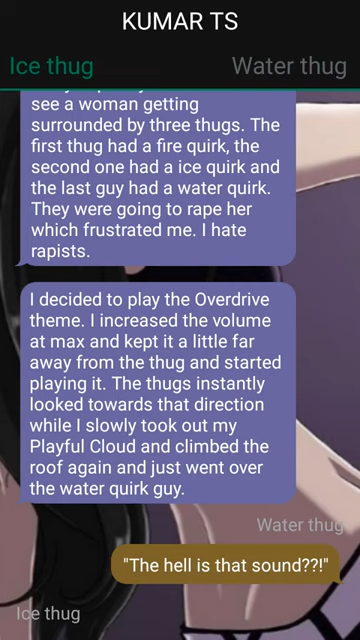 KUMAR TS
Ice thug Water thug
see a woman getting
surrounded by three thugs. The
first thug had a fire quirk, the
second one had a ice quirk and
the last guy had a water quirk.
They were going to rape her
which frustrated me. I hate
rapists.
I decided to play the Overdrive
theme. I increased the volume
at max and kept it a little far
away from the thug and started
playing it. The thugs instantly
looked towards that direction
while I slowly took out my
Playful Cloud and climbed the
roof again and just went over
the water quirk guy.
Water thug
"The hell is that sound??!"
Ice thug